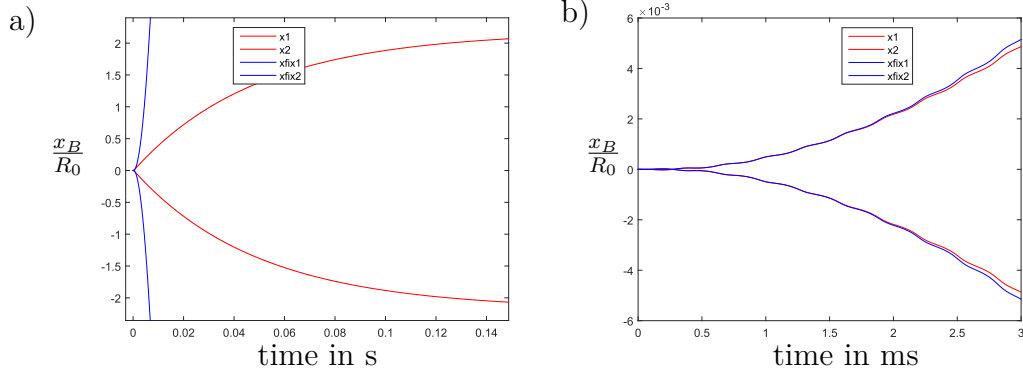 a)
x1
x2
xfix1
xfix2
2
1.5
1
0.5
0
-0.5
-1
-1.5
-2
x_B
R_0
0 0.02 0.04 0.06 0.08 0.1 0.12 0.14
time in s
b)
×10^-3
x1
x2
xfix1
xfix2
6
4
2
0
-2
-4
-6
x_B
R_0
0 0.5 1.0 1.5 2.0 2.5 3
time in ms